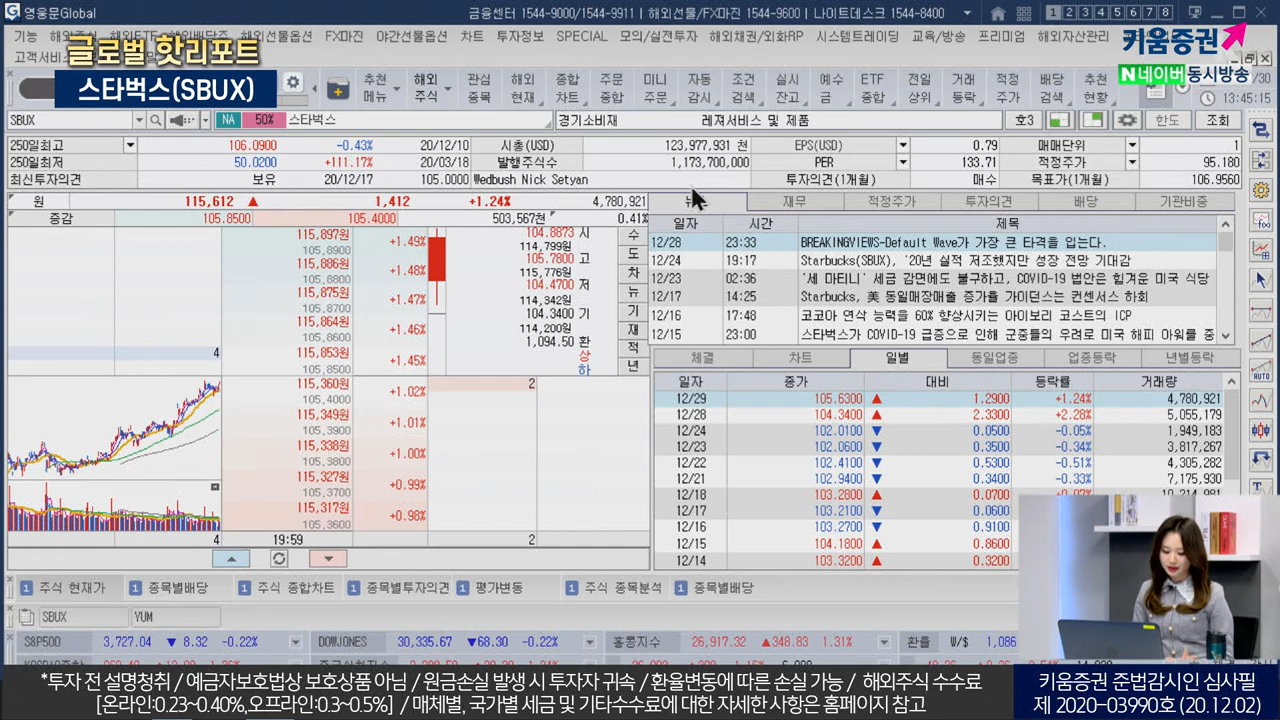 영웅문Global
금융센터 1544-9000/1544-9911 | 해외선물/FX마진 1544-9600 | 나이트데스크 1544-8400
1 2 3 4 5 6 7 8
기능 FX마진 야간선물옵션 차트 투자정보 SPECIAL 모의/실전투자 해외채권/외화RP 시스템트레이딩 교육/방송 프리미엄 해외자산관리
고객서비스
글로벌 핫리포트
스타벅스(SBUX)
키움증권
N네이버 동시방송
추천메뉴 해외주식 관심종목 해외현재 종합차트 주문종합 미니주문 자동감시 조건검색 실시잔고 예수금 ETF종합 전일상위 거래등락 적정주가 배당검색 추천현황
13:45:15
SBUX NA 50% 스타벅스 경기소비재 레져서비스 및 제품 호3 한도 조회
250일최고 106.0900 -0.43% 20/12/10 시총(USD) 123,977,931 천 EPS(USD) 0.79 매매단위 1
250일최저 50.0200 +111.17% 20/03/18 발행주식수 1,173,700,000 PER 133.71 적정주가 95.180
최신투자의견 보유 20/12/17 105.0000 Wedbush Nick Setyan 투자의견(1개월) 매수 목표가(1개월) 106.9560
원 115,612 ▲ 1,412 +1.24% 4,780,921
증감 105.8500 105.4000 503,567천 0.41%
115,897원 +1.49%
105.8900
115,886원 +1.48%
105.8800
115,875원 +1.47%
105.8700
115,864원 +1.46%
105.8600
4 115,853원 +1.45%
105.8500
115,360원 +1.02% 2
105.4000
115,349원 +1.01%
105.3900
115,338원 +1.00%
105.3800
115,327원 +0.99%
105.3700
115,317원 +0.98%
105.3600
4 19:59 2
104.8873 시
114,799원
105.7800 고
115,776원
104.4700 저
114,342원
104.3400 기
114,200원
1,094.50 환
상
하
수
도
차
뉴
기
재
적
년
재무 적정주가 투자의견 배당 기관비중
일자 시간 제목
12/28 23:33 BREAKINGVIEWS-Default Wave가 가장 큰 타격을 입는다.
12/24 19:17 Starbucks(SBUX), '20년 실적 저조했지만 성장 전망 기대감
12/23 02:36 '세 마티니' 세금 감면에도 불구하고, COVID-19 법안은 힘겨운 미국 식당
12/17 14:25 Starbucks, 美 동일매장매출 증가율 가이던스는 컨센서스 하회
12/16 17:48 코코아 연삭 능력을 60% 향상시키는 아이보리 코스트의 ICP
12/15 23:00 스타벅스가 COVID-19 급증으로 인해 군중들의 우려로 미국 해피 아워를 중
체결 차트 일별 동일업종 업종등락 년별등락
일자 종가 대비 등락률 거래량
12/29 105.6300 ▲ 1.2900 +1.24% 4,780,921
12/28 104.3400 ▲ 2.3300 +2.28% 5,055,179
12/24 102.0100 ▼ 0.0500 -0.05% 1,949,183
12/23 102.0600 ▼ 0.3500 -0.34% 3,817,267
12/22 102.4100 ▼ 0.5300 -0.51% 4,305,282
12/21 102.9400 ▼ 0.3400 -0.33% 7,175,930
12/18 103.2800 ▲ 0.0700
12/17 103.2100 ▼ 0.0600
12/16 103.2700 ▼ 0.9100
12/15 104.1800 ▲ 0.8600
12/14 103.3200 ▲ 0.3200
1 주식 현재가 1 종목별배당 1 주식 종합차트 1 종목별투자의견 1 평가변동 1 주식 종목분석 1 종목별배당
SBUX YUM
S&P500 3,727.04 ▼ 8.32 -0.22% DOWJONES 30,335.67 ▼68.30 -0.22% 홍콩지수 26,917.32 ▲348.83 1.31% 환율 W/$ 1,086
*투자 전 설명청취 / 예금자보호법상 보호상품 아님 / 원금손실 발생 시 투자자 귀속 / 환율변동에 따른 손실 가능 / 해외주식 수수료
[온라인:0.23~0.40%,오프라인:0.3~0.5%] / 매체별, 국가별 세금 및 기타수수료에 대한 자세한 사항은 홈페이지 참고
키움증권 준법감시인 심사필
제 2020-03990호 (20.12.02)